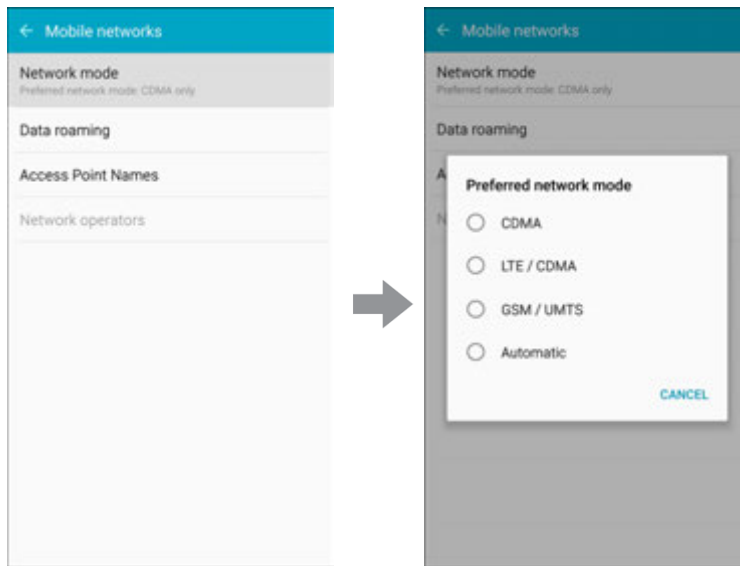 Mobile networks
Network mode
Preferred network mode: CDMA only
Data roaming
Access Point Names
Network operators
Mobile networks
Network mode
Preferred network mode: CDMA only
Data roaming
A
Preferred network mode
N
CDMA
LTE / CDMA
GSM / UMTS
Automatic
CANCEL